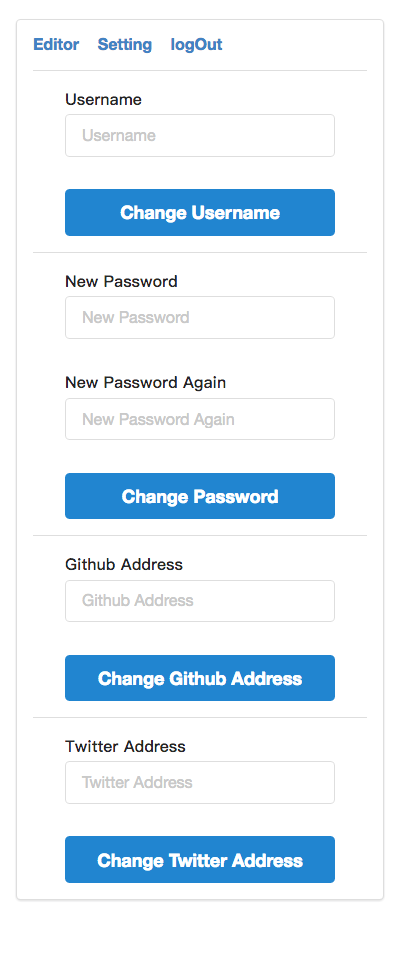 Editor Setting logOut
Username
Username
Change Username
New Password
New Password
New Password Again
New Password Again
Change Password
Github Address
Github Address
Change Github Address
Twitter Address
Twitter Address
Change Twitter Address